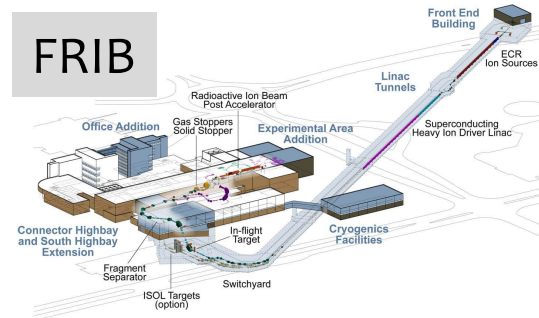 FRIB
Front End
Building
ECR
Ion Sources
Linac
Tunnels
Radioactive Ion Beam
Post Accelerator
Gas Stoppers
Solid Stopper
Office Addition
Experimental Area
Addition
Superconducting
Heavy Ion Driver Linac
Connector Highbay
and South Highbay
Extension
In-flight
Target
Cryogenics
Facilities
Fragment
Separator
Switchyard
ISOL Targets
(option)